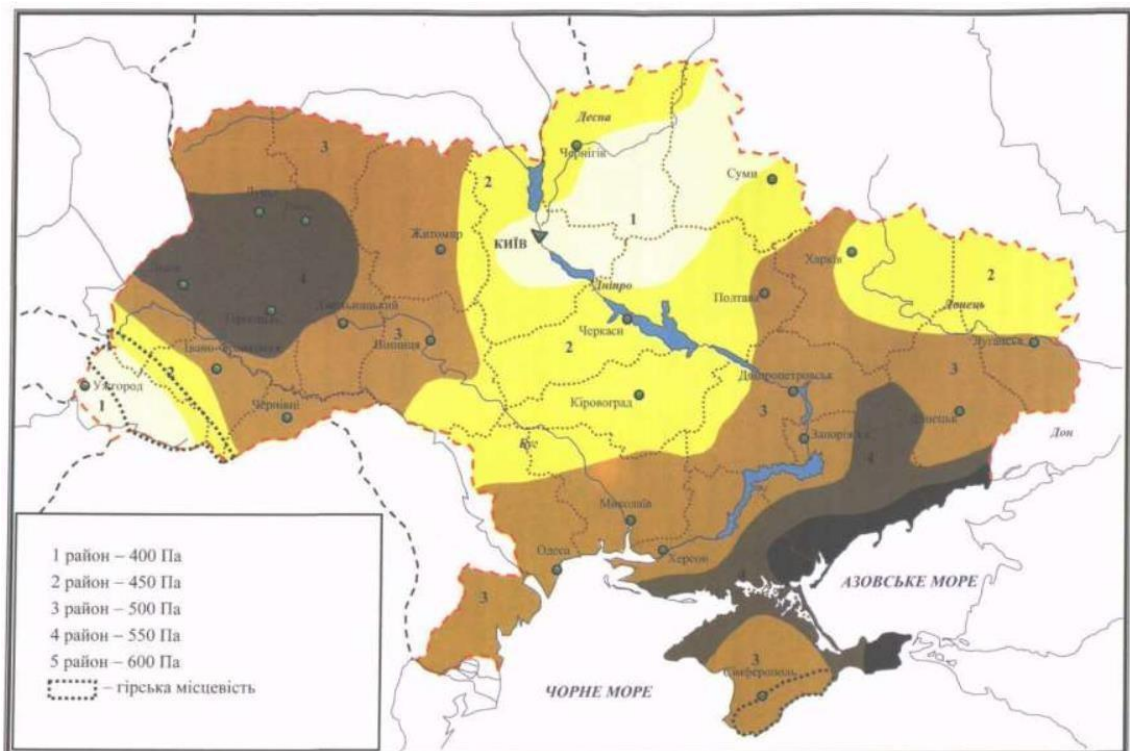 Десна
Чернігів
3
2
Суми
1
КИЇВ
Житомир
Харків
2
4
Дніпро
Полтава
Донець
Черкаси
3
Вінниця
2
Луганськ
3
Ужгород
2
1
Чернівці
Кіровоград
Дніпропетровськ
3
Донецьк
Дон
Буг
Запоріжжя
4
Миколаїв
Одеса
Херсон
3
АЗОВСЬКЕ МОРЕ
3
Сімферополь
ЧОРНЕ МОРЕ
1 район – 400 Па
2 район – 450 Па
3 район – 500 Па
4 район – 550 Па
5 район – 600 Па
– гірська місцевість